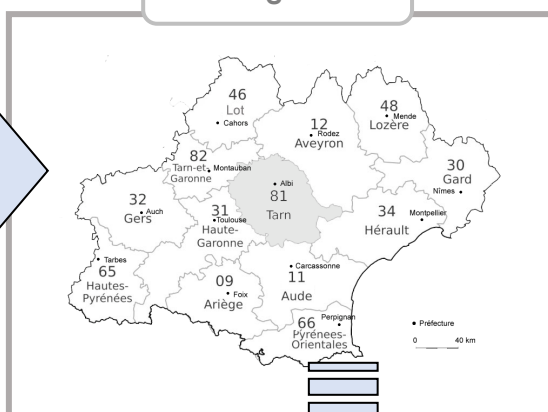 46
Lot
Cahors
12
Rodez
Aveyron
48
Mende
Lozère
82
Tarn-et-
Garonne
Montauban
30
Gard
Nîmes
Albi
81
Tarn
32
Auch
Gers
31
Toulouse
Haute-
Garonne
34
Montpellier
Hérault
Tarbes
65
Hautes-
Pyrénées
09
Foix
Ariège
Carcassonne
11
Aude
66
Perpignan
Pyrénées-
Orientales
Préfecture
0 40 km